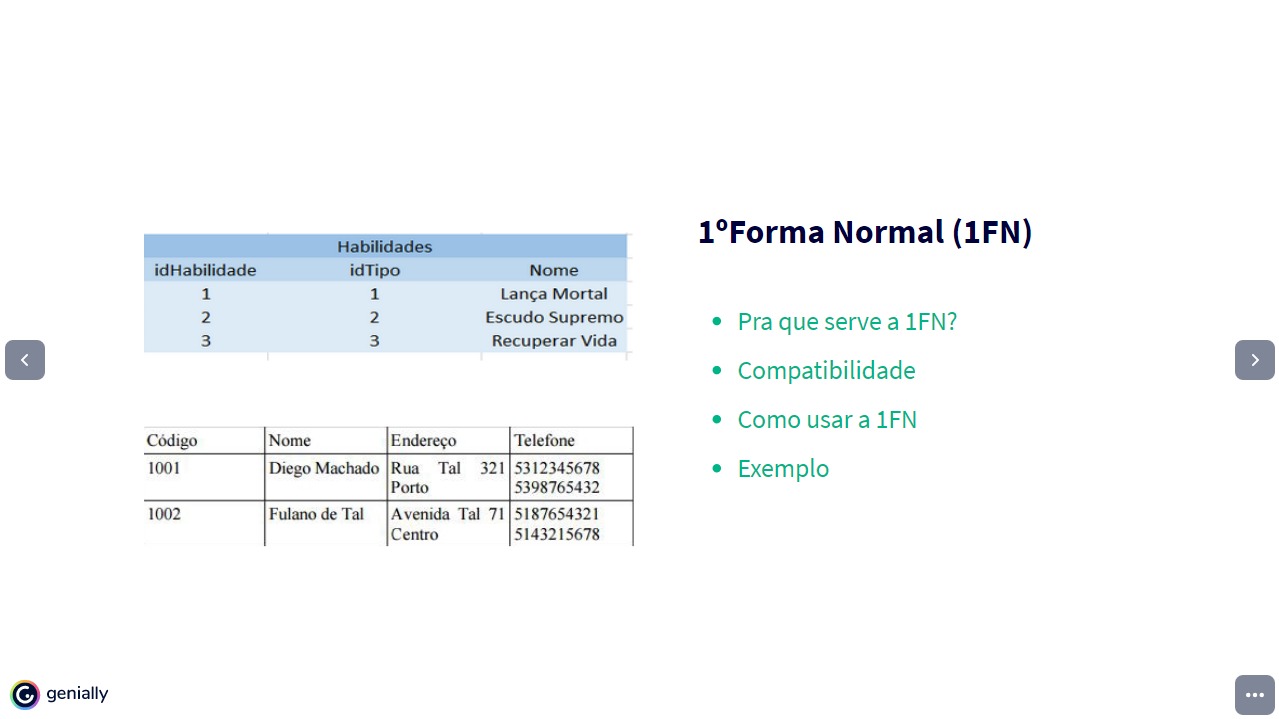 Habilidades
idHabilidade idTipo Nome
1 1 Lança Mortal
2 2 Escudo Supremo
3 3 Recuperar Vida
Código Nome Endereço Telefone
1001 Diego Machado Rua Tal 321 5312345678
Porto 5398765432
1002 Fulano de Tal Avenida Tal 71 5187654321
Centro 5143215678
1ºForma Normal (1FN)
Pra que serve a 1FN?
Compatibilidade
Como usar a 1FN
Exemplo
genially